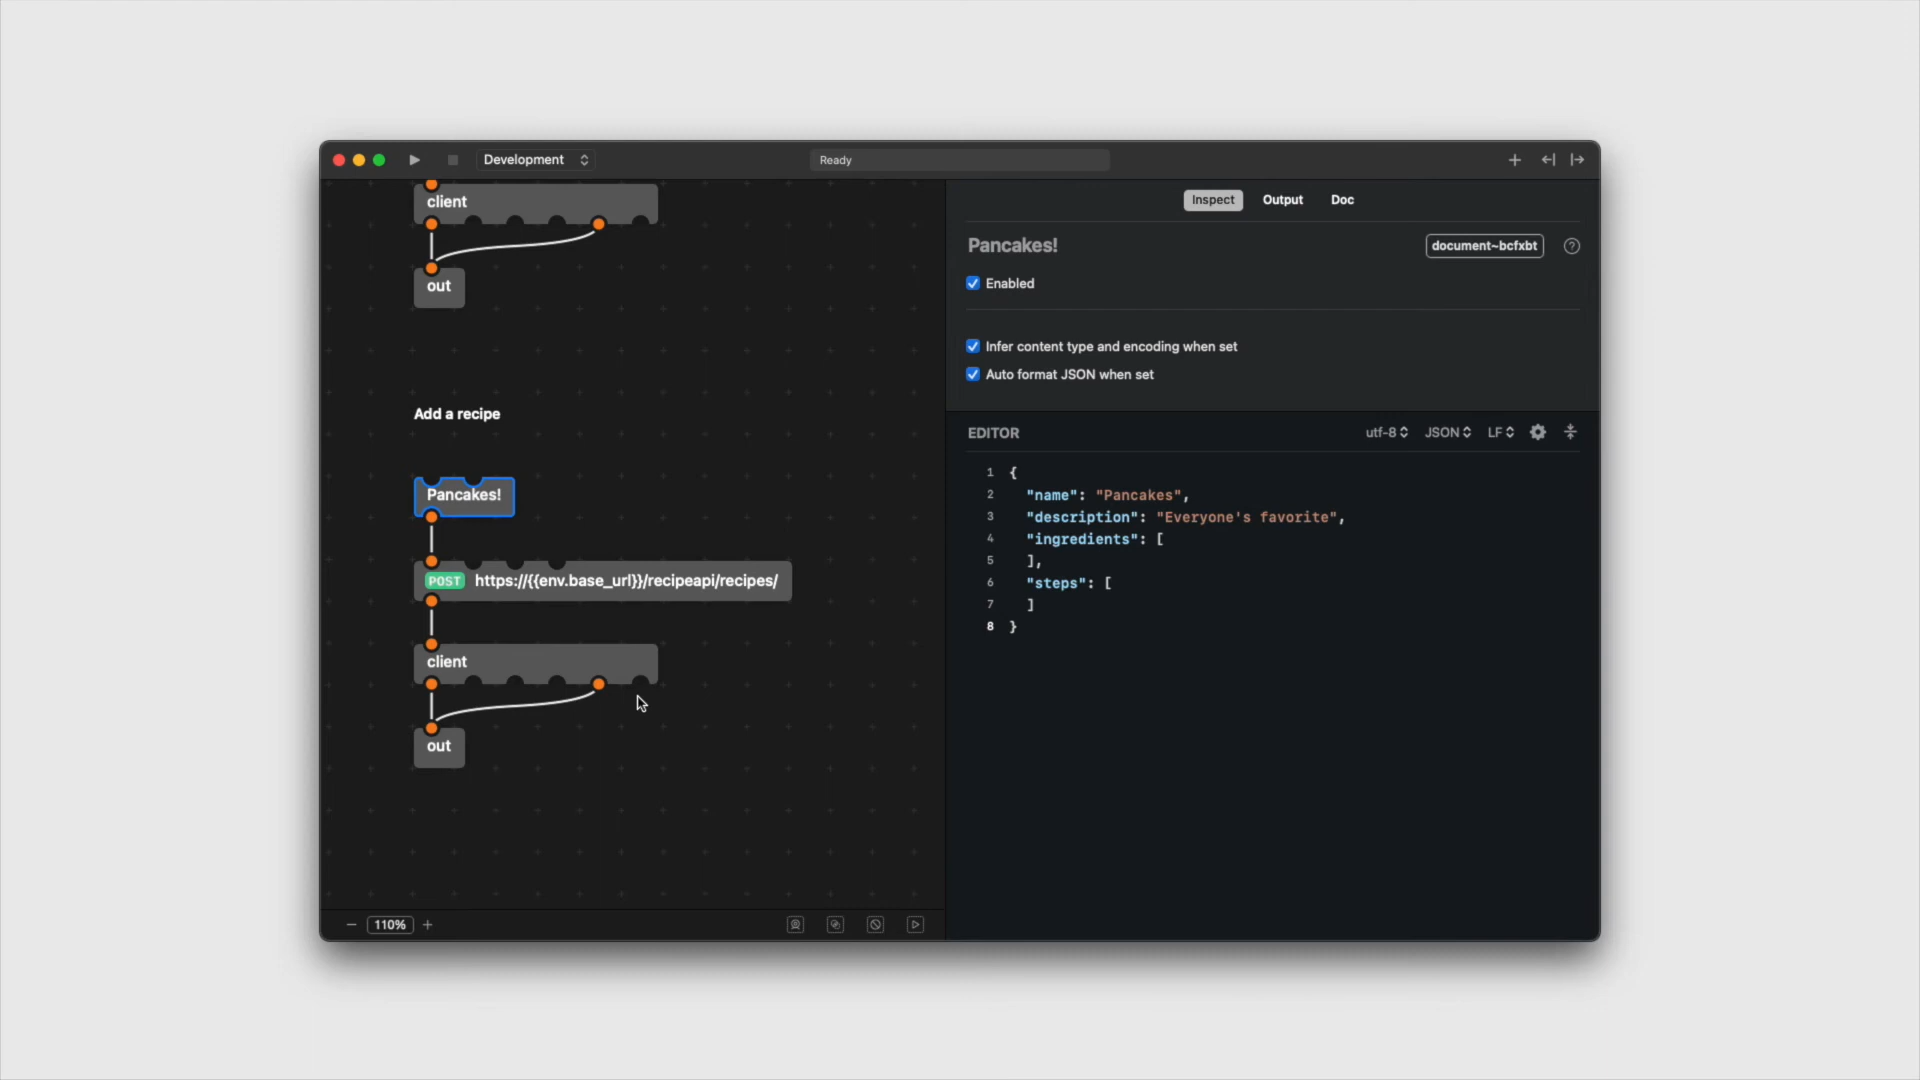 Development
Ready
client
out
Add a recipe
Pancakes!
POST https://{{env.base_url}}/recipeapi/recipes/
client
out
110%
Inspect Output Doc
Pancakes! document~bcfxbt
Enabled
Infer content type and encoding when set
Auto format JSON when set
EDITOR utf-8 JSON LF
1 {
2 "name": "Pancakes",
3 "description": "Everyone's favorite",
4 "ingredients": [
5 ],
6 "steps": [
7 ]
8 }